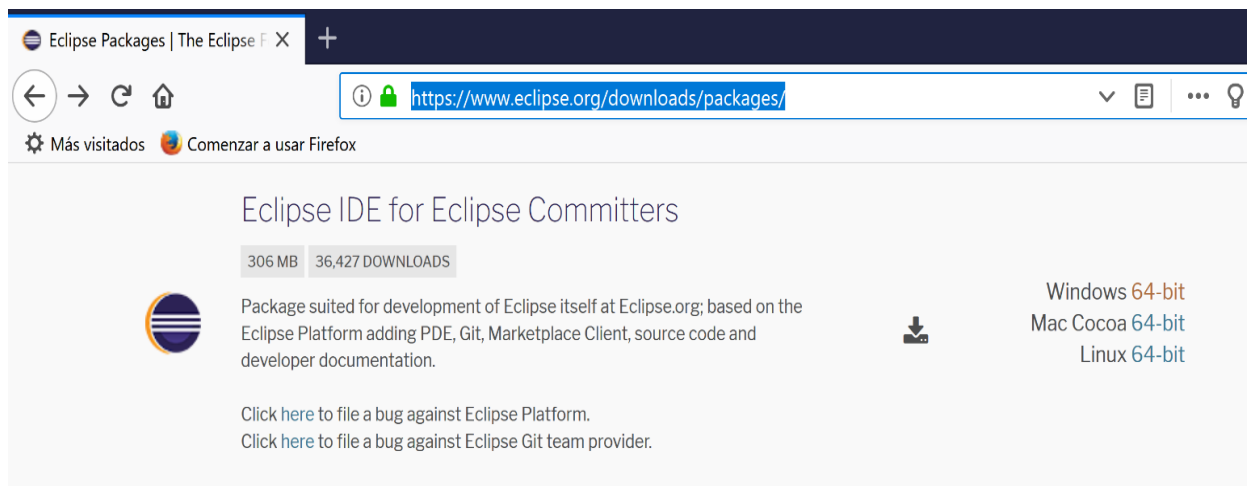 Eclipse Packages | The Eclipse F
https://www.eclipse.org/downloads/packages/
Más visitados Comenzar a usar Firefox
Eclipse IDE for Eclipse Committers
306 MB 36,427 DOWNLOADS
Package suited for development of Eclipse itself at Eclipse.org; based on the
Eclipse Platform adding PDE, Git, Marketplace Client, source code and
developer documentation.
Windows 64-bit
Mac Cocoa 64-bit
Linux 64-bit
Click here to file a bug against Eclipse Platform.
Click here to file a bug against Eclipse Git team provider.